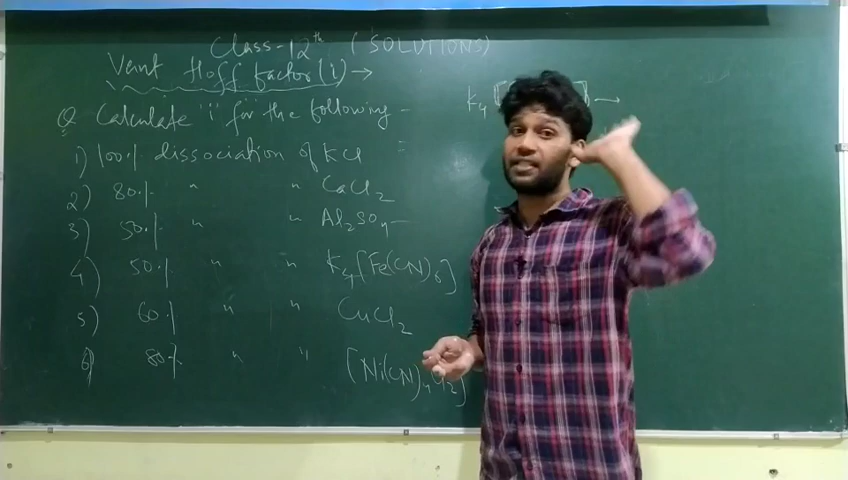 Class-12th (SOLUTIONS)
Vant Hoff factor (i) →
Q Calculate "i" for the following -
1) 100% dissociation of KCl =
2) 80% " " CaCl2
3) 50% " " Al2SO4
4) 50% " " K4[Fe(CN)6]
5) 60% " " CuCl2
6) 80% " " [Ni(CN)4Cl2]
K4 [ ] →